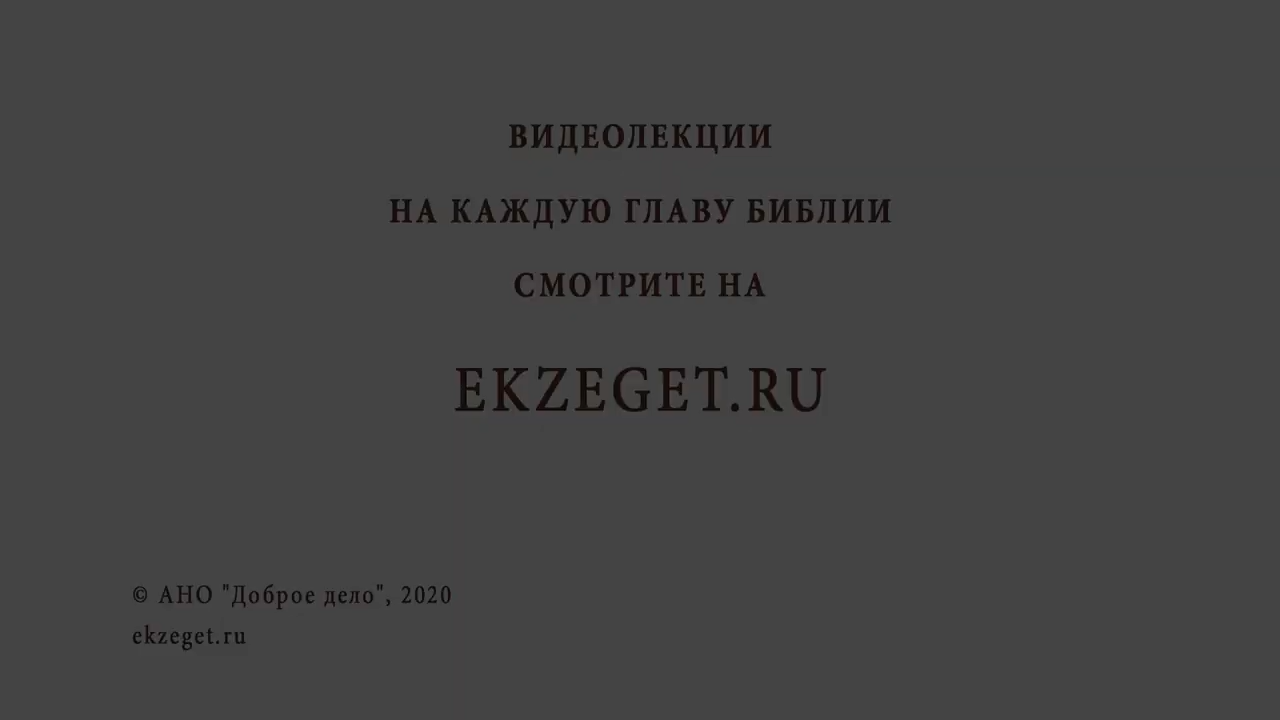 ВИДЕОЛЕКЦИИ
НА КАЖДУЮ ГЛАВУ БИБЛИИ
СМОТРИТЕ НА
EKZEGET.RU
© АНО "Доброе дело", 2020
ekzeget.ru